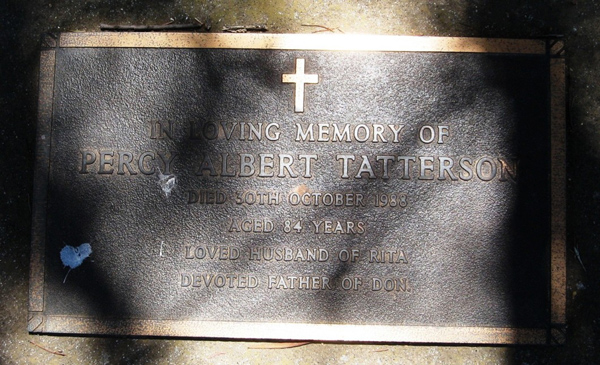 IN LOVING MEMORY OF
PERCY ALBERT TATTERSON
DIED 30TH OCTOBER 1983
AGED 84 YEARS
LOVED HUSBAND OF RITA
DEVOTED FATHER OF DON.